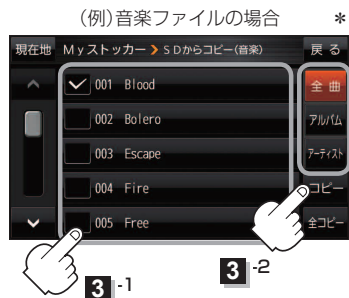 (例)音楽ファイルの場合 *
現在地 Myストッカー > SDからコピー(音楽) 戻る
001 Blood 全曲
002 Bolero アルバム
003 Escape アーティスト
004 Fire コピー
005 Free 全コピー
3 -1
3 -2